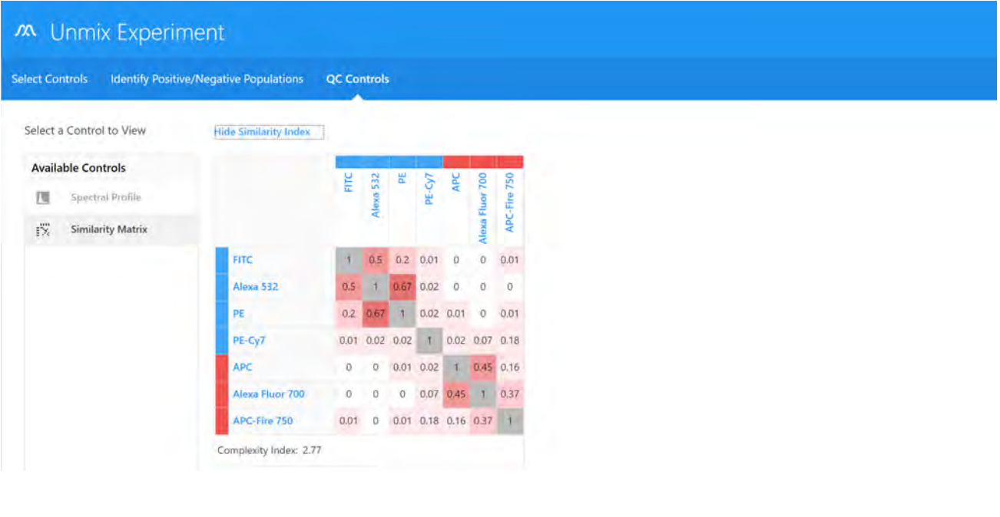 Unmix Experiment
Select Controls Identify Positive/Negative Populations QC Controls
Select a Control to View
Hide Similarity Index
Available Controls
Spectral Profile
Similarity Matrix
FITC Alexa 532 PE PE-Cy7 APC Alexa Fluor 700 APC-Fire 750
FITC 1 0.5 0.2 0.01 0 0 0.01
Alexa 532 0.5 1 0.67 0.02 0 0 0
PE 0.2 0.67 1 0.02 0.01 0 0.01
PE-Cy7 0.01 0.02 0.02 1 0.02 0.07 0.18
APC 0 0 0.01 0.02 1 0.45 0.16
Alexa Fluor 700 0 0 0 0.07 0.45 1 0.37
APC-Fire 750 0.01 0 0.01 0.18 0.16 0.37 1
Complexity Index: 2.77